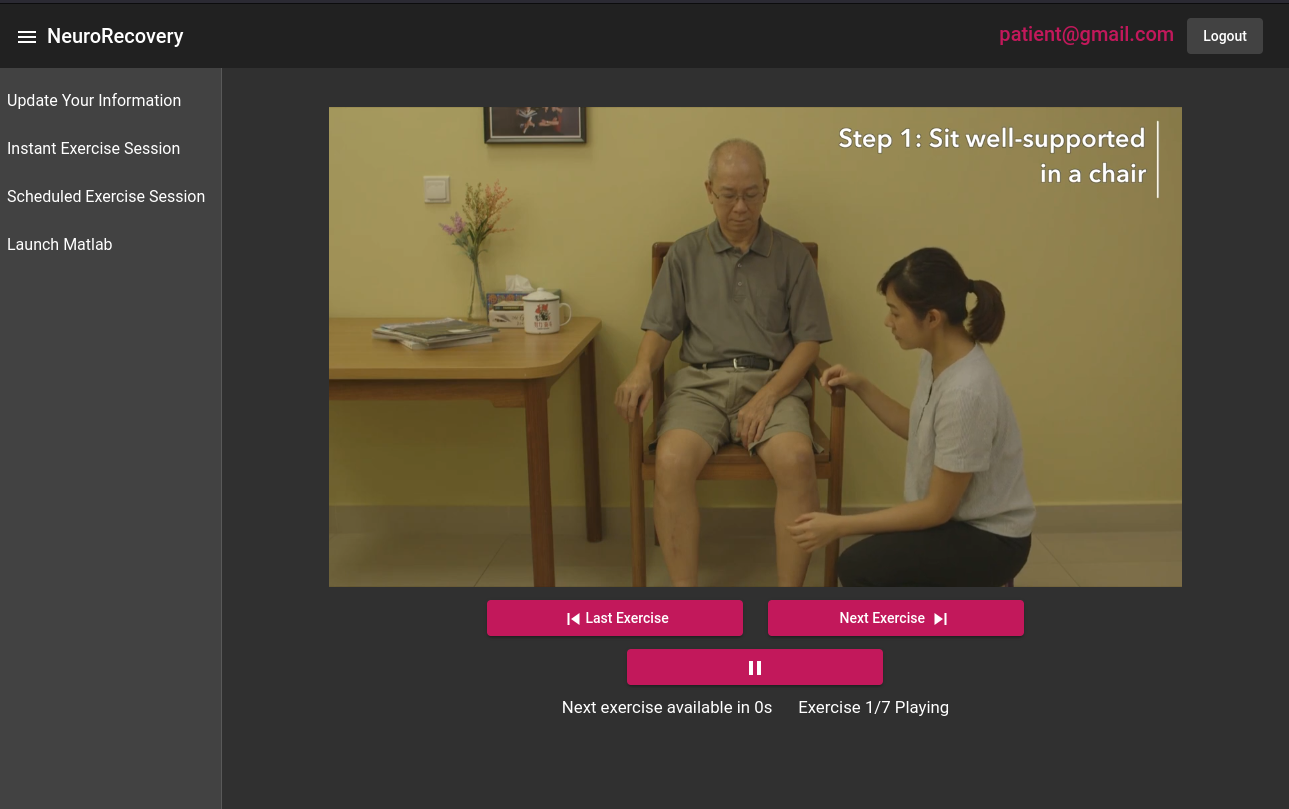 NeuroRecovery
patient@gmail.com
Logout
Update Your Information
Instant Exercise Session
Scheduled Exercise Session
Launch Matlab
Step 1: Sit well-supported
in a chair
Last Exercise
Next Exercise
Next exercise available in 0s
Exercise 1/7 Playing